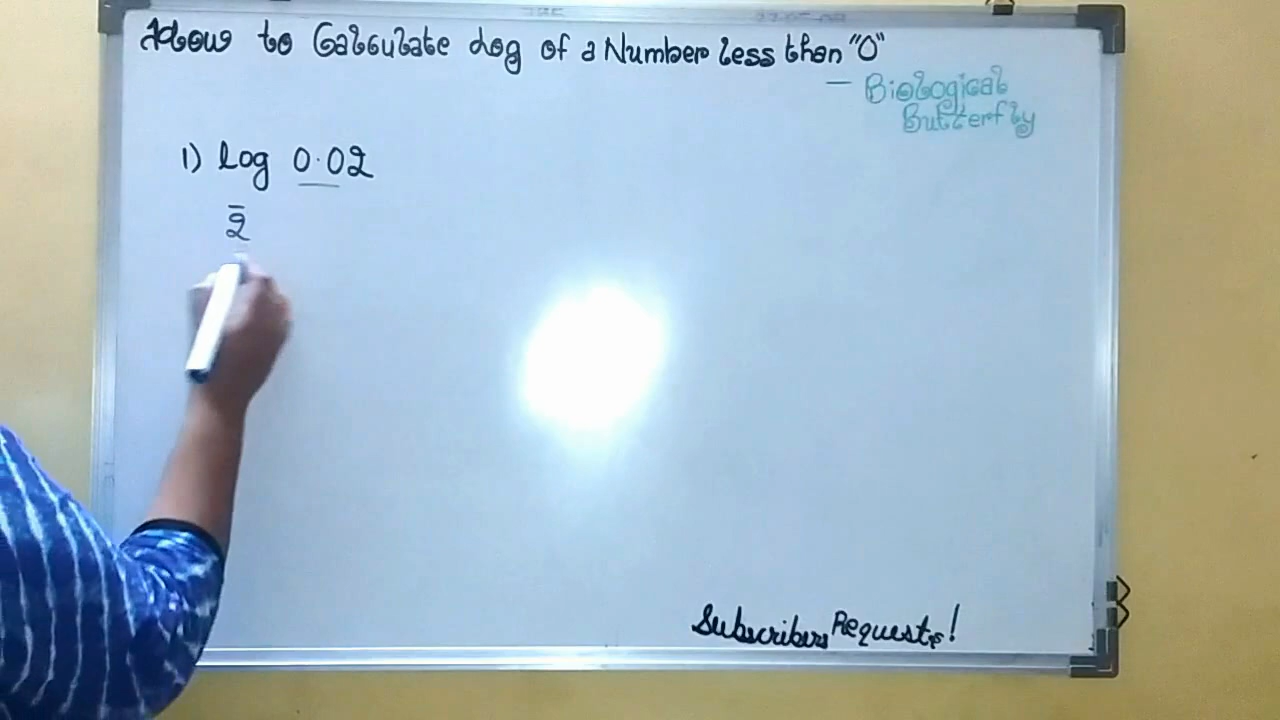 How to Calculate Log of a Number less than "0"
— Biological
Butterfly
1) log 0.02
2̄
Subscribers Requests!